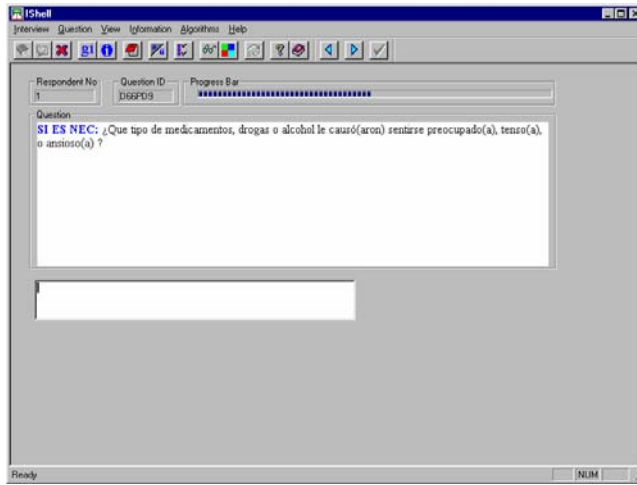 IShell
Interview Question View Information Algorithms Help
Respondent No
Question ID
Progress Bar
1
D66PD9
Question
SI ES NEC: ¿Que tipo de medicamentos, drogas o alcohol le causó(aron) sentirse preocupado(a), tenso(a),
o ansioso(a) ?
Ready
NUM